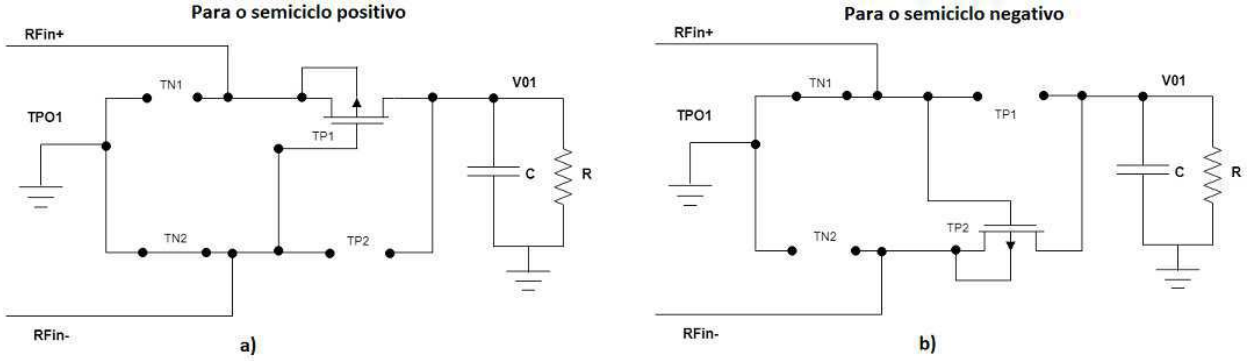 Para o semiciclo positivo
RFin+
TN1
V01
TPO1
TP1
C
R
TN2
TP2
RFin-
a)
Para o semiciclo negativo
RFin+
TN1
V01
TPO1
TP1
C
R
TN2
TP2
RFin-
b)